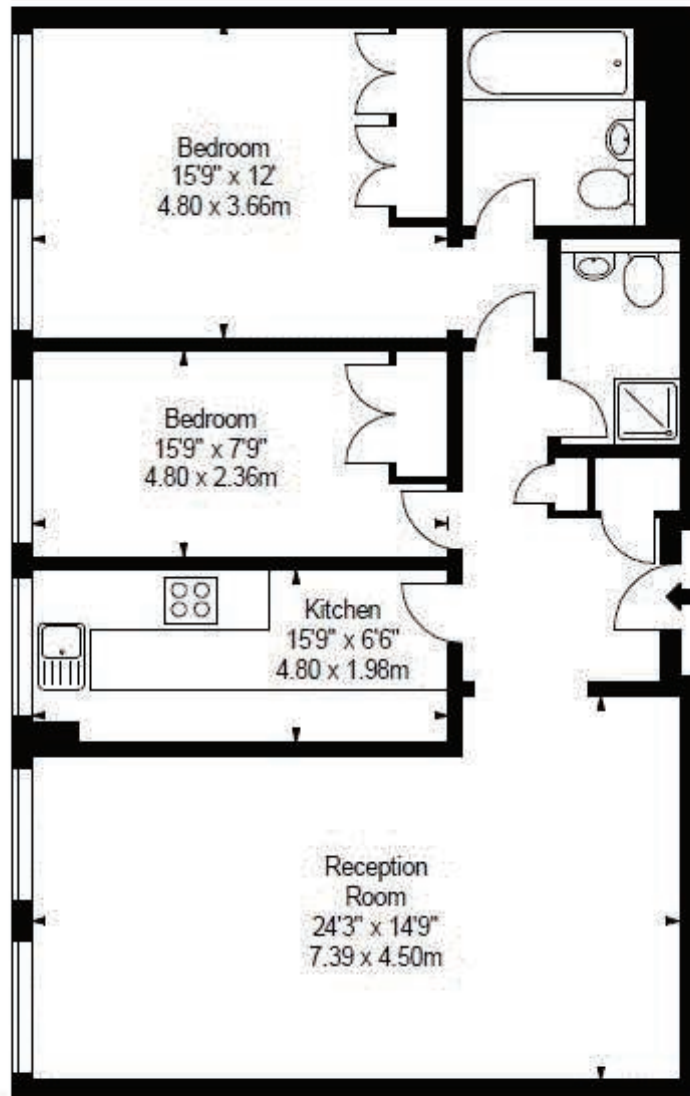 Bedroom
15'9" x 12'
4.80 x 3.66m
Bedroom
15'9" x 7'9"
4.80 x 2.36m
Kitchen
15'9" x 6'6"
4.80 x 1.98m
Reception
Room
24'3" x 14'9"
7.39 x 4.50m